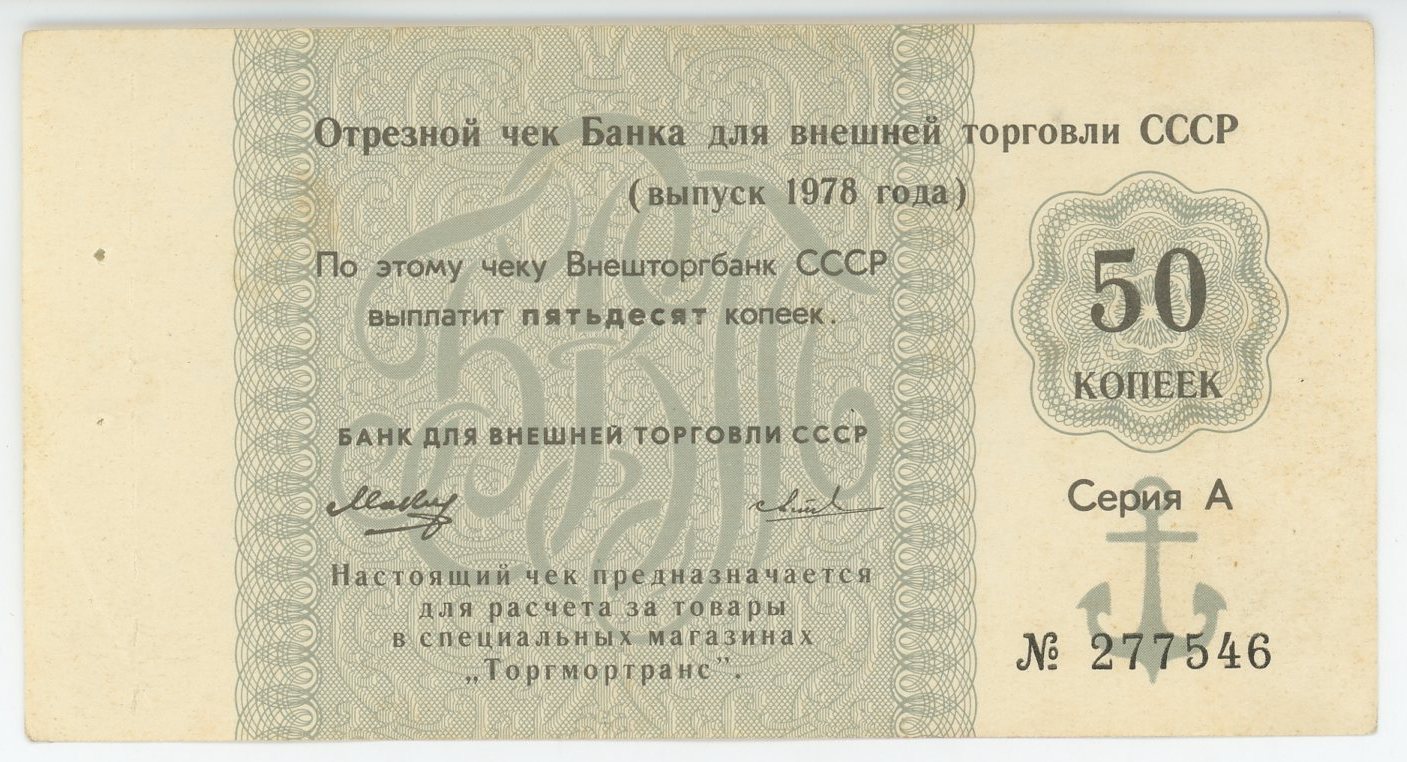 Отрезной чек Банка для внешней торговли СССР
(выпуск 1978 года)
По этому чеку Внешторгбанк СССР
выплатит пятьдесят копеек.
50
КОПЕЕК
БАНК ДЛЯ ВНЕШНЕЙ ТОРГОВЛИ СССР
Серия А
Настоящий чек предназначается
для расчета за товары
в специальных магазинах
„Торгмортранс”.
№ 277546